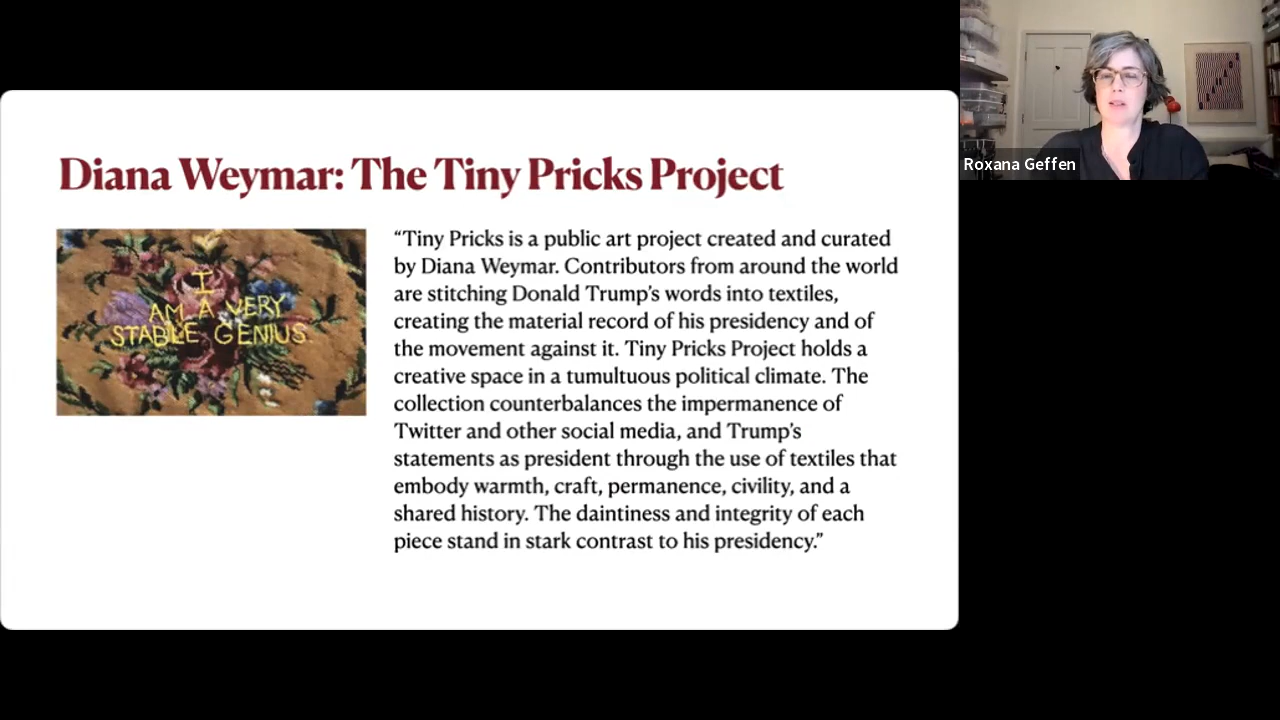 Diana Weymar: The Tiny Pricks Project
I
AM A VERY
STABLE GENIUS
“Tiny Pricks is a public art project created and curated
by Diana Weymar. Contributors from around the world
are stitching Donald Trump’s words into textiles,
creating the material record of his presidency and of
the movement against it. Tiny Pricks Project holds a
creative space in a tumultuous political climate. The
collection counterbalances the impermanence of
Twitter and other social media, and Trump’s
statements as president through the use of textiles that
embody warmth, craft, permanence, civility, and a
shared history. The daintiness and integrity of each
piece stand in stark contrast to his presidency.”
Roxana Geffen